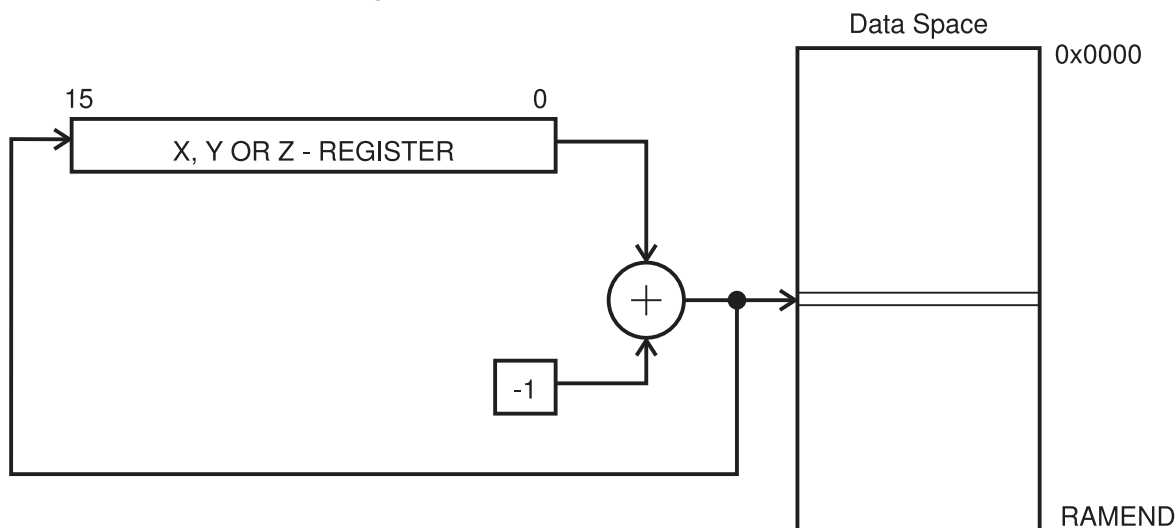 Data Space
0x0000
15
0
X, Y OR Z - REGISTER
+
-1
RAMEND